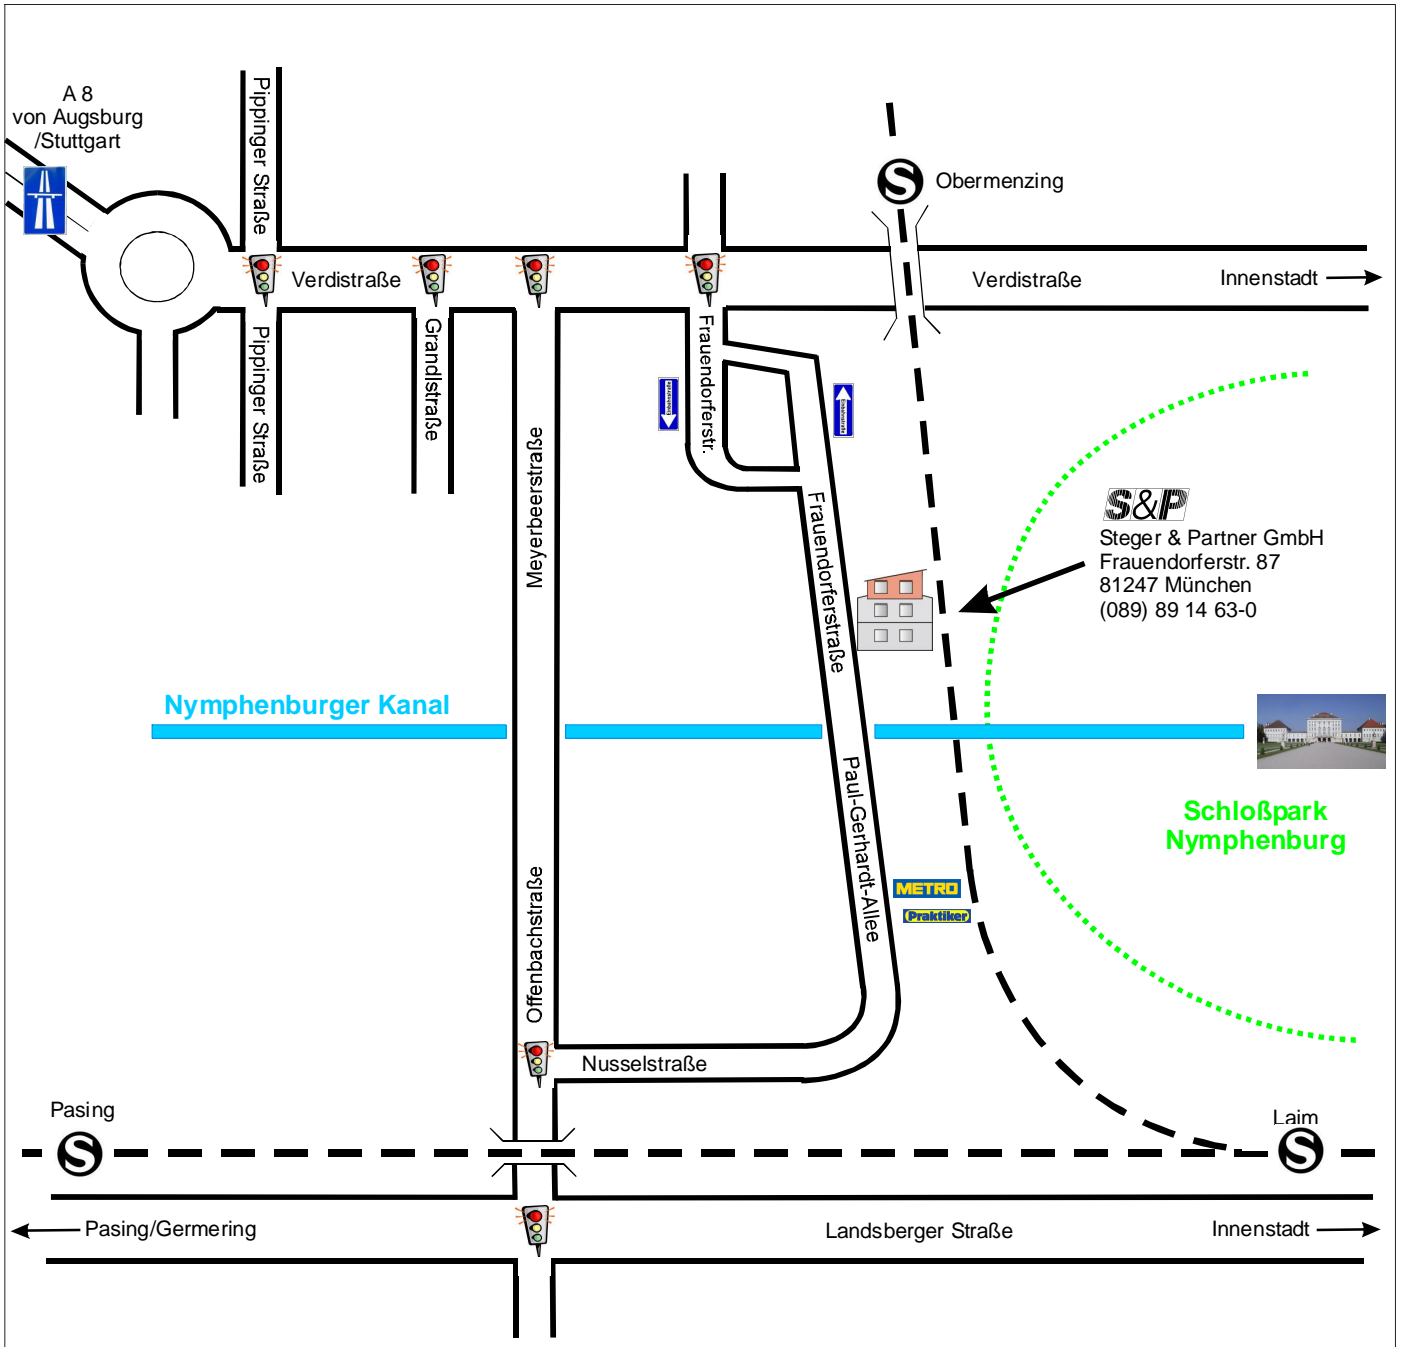 A 8
von Augsburg
/Stuttgart
Pippinger Straße
Obermenzing
Verdistraße
Verdistraße
Innenstadt
Pippinger Straße
Grandlstraße
Frauendorferstr.
Einbahnstraße
Einbahnstraße
Meyerbeerstraße
Frauendorferstraße
S&P
Steger & Partner GmbH
Frauendorferstr. 87
81247 München
(089) 89 14 63-0
Nymphenburger Kanal
Paul-Gerhardt-Allee
Schloßpark
Nymphenburg
METRO
Praktiker
Offenbachstraße
Nusselstraße
Pasing
S
Laim
S
S
Pasing/Germering
Landsberger Straße
Innenstadt